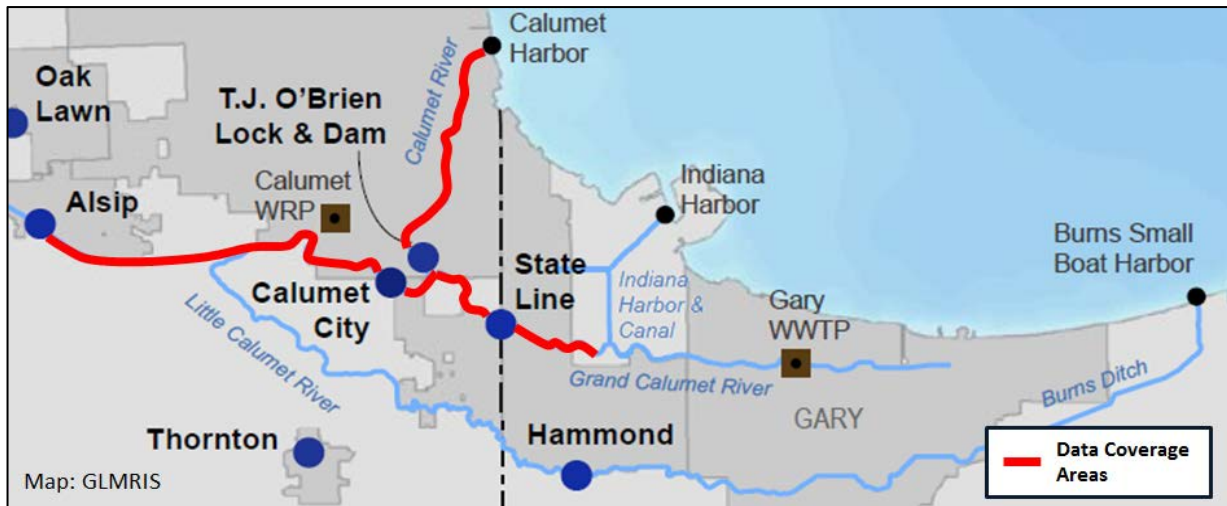 Calumet
Harbor
Oak
Lawn
T.J. O’Brien
Lock & Dam
Calumet River
Calumet
WRP
Alsip
Indiana
Harbor
Burns Small
Boat Harbor
State
Line
Calumet
City
Indiana
Harbor &
Canal
Gary
WWTP
Little Calumet River
Grand Calumet River
Burns Ditch
GARY
Thornton
Hammond
Data Coverage
Areas
Map: GLMRIS